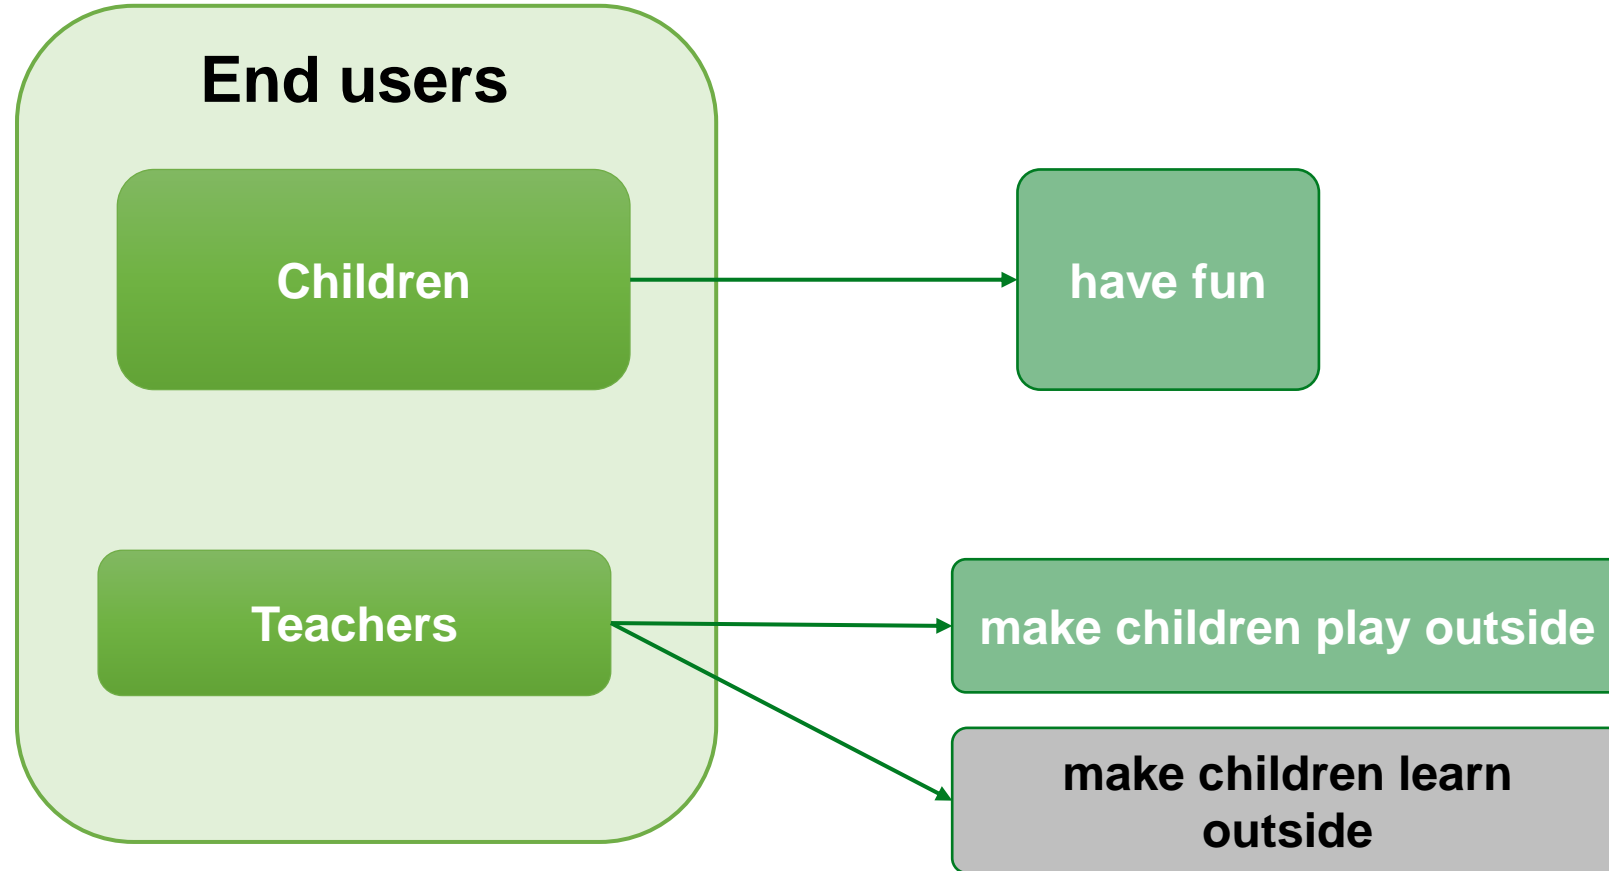 End users
Children
have fun
Teachers
make children play outside
make children learn
outside